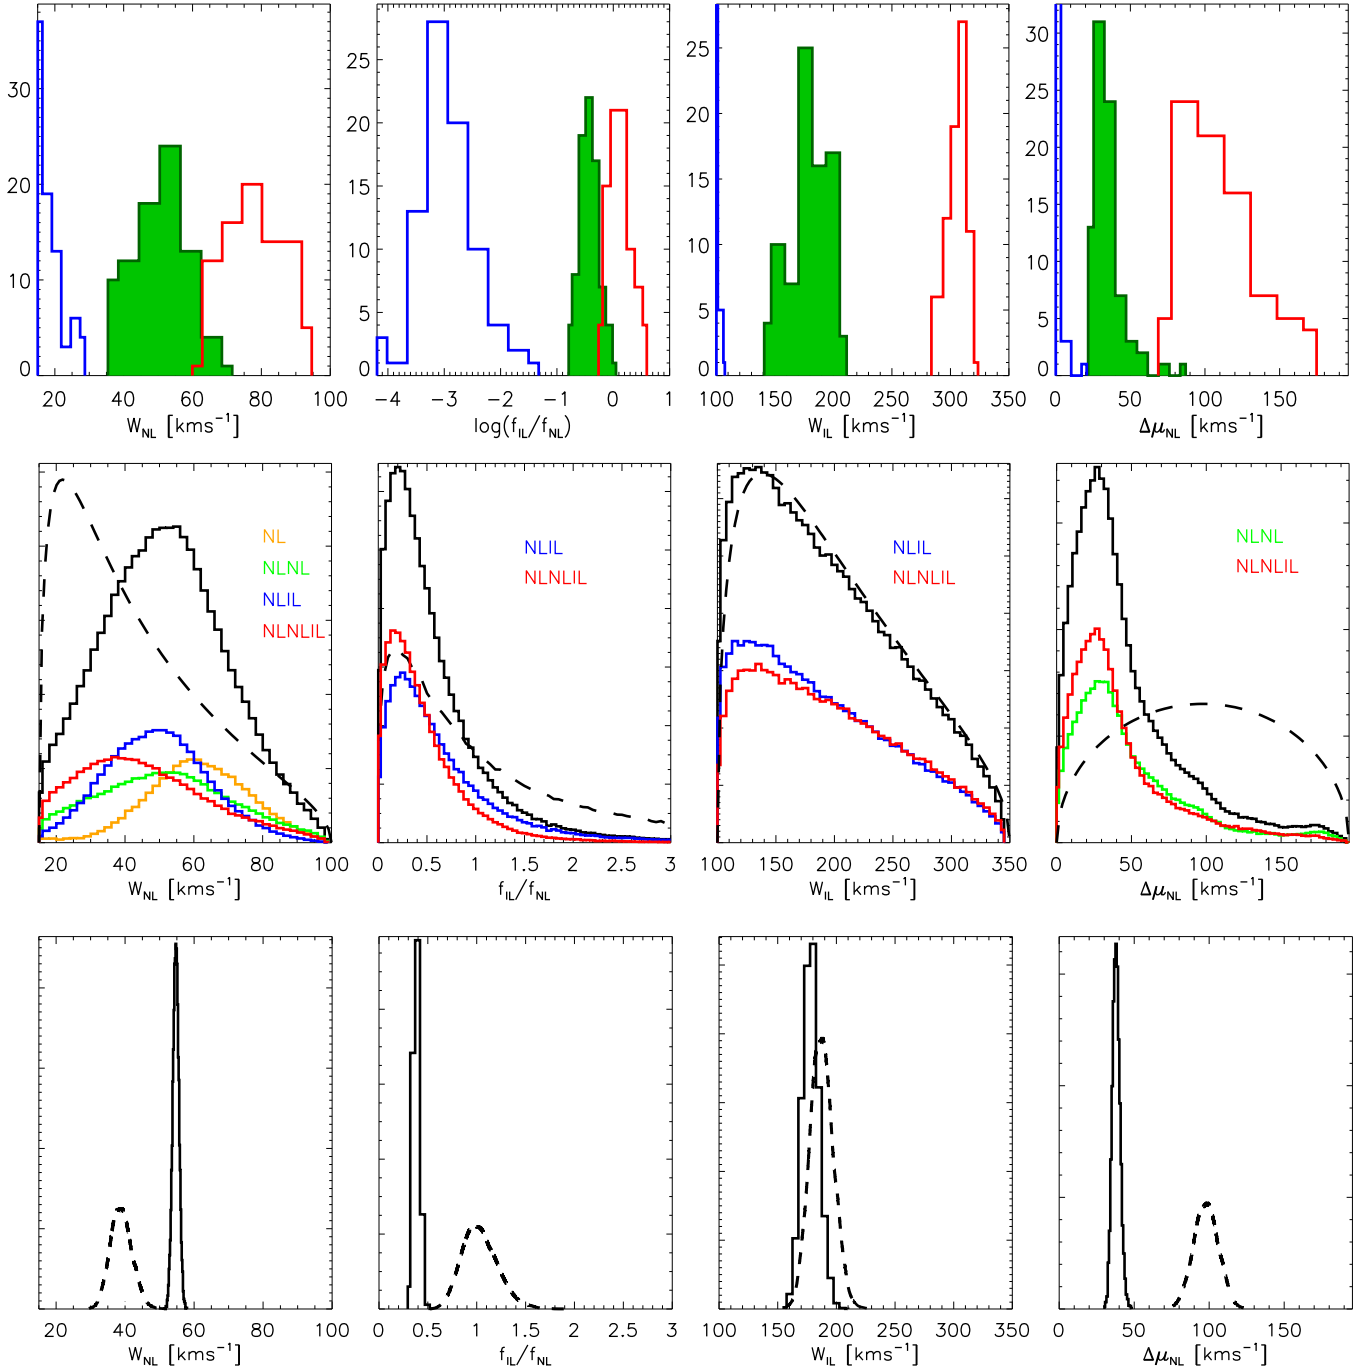 30
20
10
0
20 40 60 80 100
W_NL [kms⁻¹]
25
20
15
10
5
0
−4 −3 −2 −1 0 1
log(f_IL/f_NL)
25
20
15
10
5
0
100 150 200 250 300 350
W_IL [kms⁻¹]
30
25
20
15
10
5
0
0 50 100 150
Δμ_NL [kms⁻¹]
NL
NLNL
NLIL
NLNLIL
20 40 60 80 100
W_NL [kms⁻¹]
NLIL
NLNLIL
0 0.5 1 1.5 2 2.5 3
f_IL/f_NL
NLIL
NLNLIL
100 150 200 250 300 350
W_IL [kms⁻¹]
NLNL
NLNLIL
0 50 100 150
Δμ_NL [kms⁻¹]
20 40 60 80 100
W_NL [kms⁻¹]
0 0.5 1 1.5 2 2.5 3
f_IL/f_NL
100 150 200 250 300 350
W_IL [kms⁻¹]
0 50 100 150
Δμ_NL [kms⁻¹]